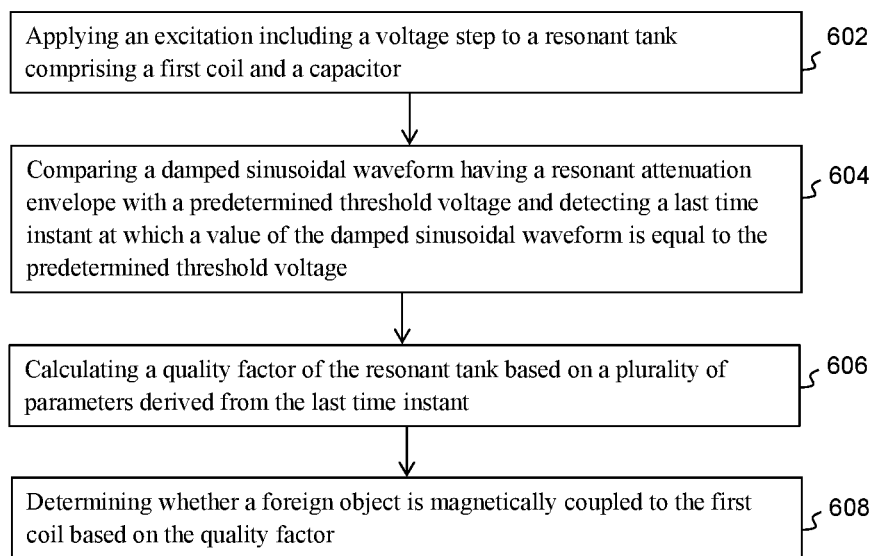 Applying an excitation including a voltage step to a resonant tank
comprising a first coil and a capacitor
602
Comparing a damped sinusoidal waveform having a resonant attenuation
envelope with a predetermined threshold voltage and detecting a last time
instant at which a value of the damped sinusoidal waveform is equal to the
predetermined threshold voltage
604
Calculating a quality factor of the resonant tank based on a plurality of
parameters derived from the last time instant
606
Determining whether a foreign object is magnetically coupled to the first
coil based on the quality factor
608